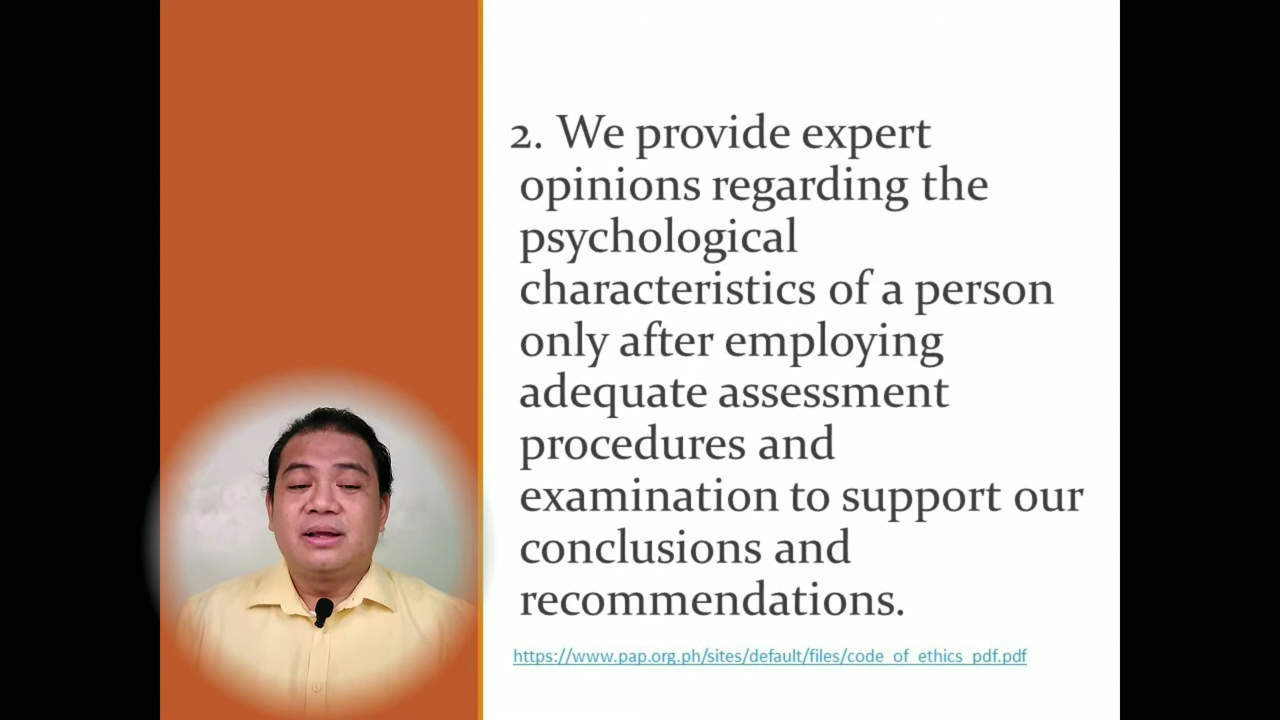 2. We provide expert
opinions regarding the
psychological
characteristics of a person
only after employing
adequate assessment
procedures and
examination to support our
conclusions and
recommendations.
https://www.pap.org.ph/sites/default/files/code_of_ethics_pdf.pdf